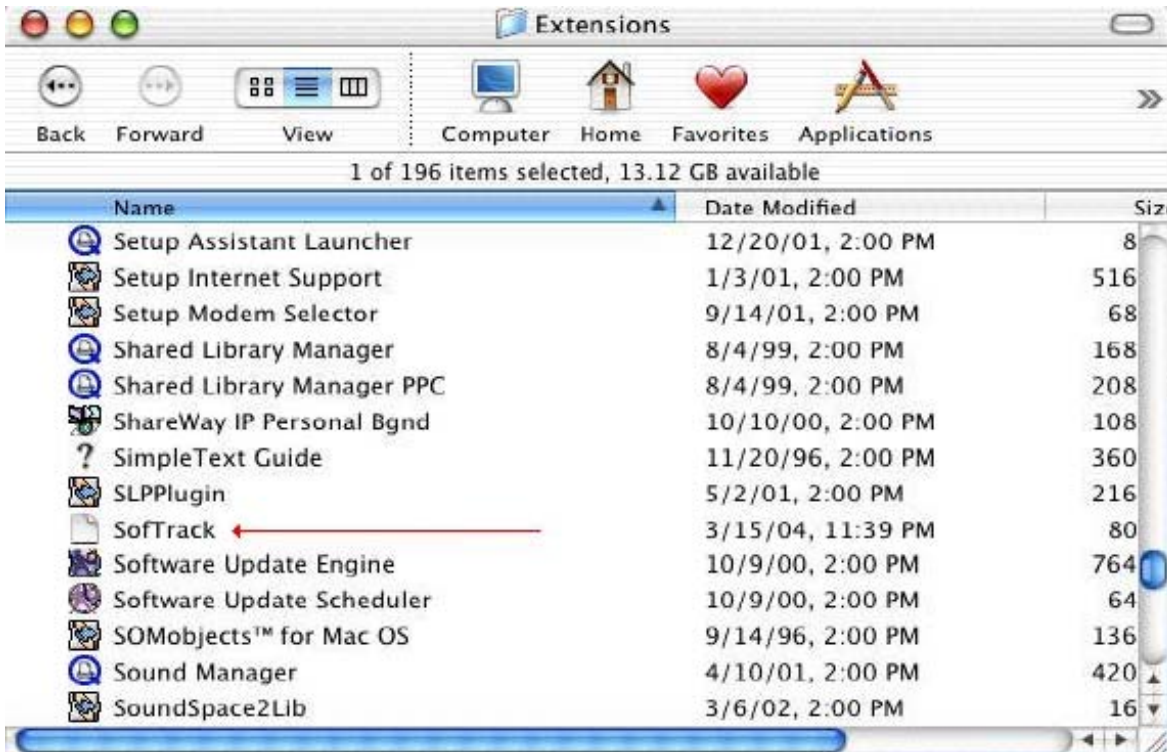 Extensions
Back Forward View Computer Home Favorites Applications
1 of 196 items selected, 13.12 GB available
Name Date Modified Siz
Setup Assistant Launcher 12/20/01, 2:00 PM 8
Setup Internet Support 1/3/01, 2:00 PM 516
Setup Modem Selector 9/14/01, 2:00 PM 68
Shared Library Manager 8/4/99, 2:00 PM 168
Shared Library Manager PPC 8/4/99, 2:00 PM 208
ShareWay IP Personal Bgnd 10/10/00, 2:00 PM 108
SimpleText Guide 11/20/96, 2:00 PM 360
SLPPlugin 5/2/01, 2:00 PM 216
SofTrack 3/15/04, 11:39 PM 80
Software Update Engine 10/9/00, 2:00 PM 764
Software Update Scheduler 10/9/00, 2:00 PM 64
SOMobjects™ for Mac OS 9/14/96, 2:00 PM 136
Sound Manager 4/10/01, 2:00 PM 420
SoundSpace2Lib 3/6/02, 2:00 PM 16